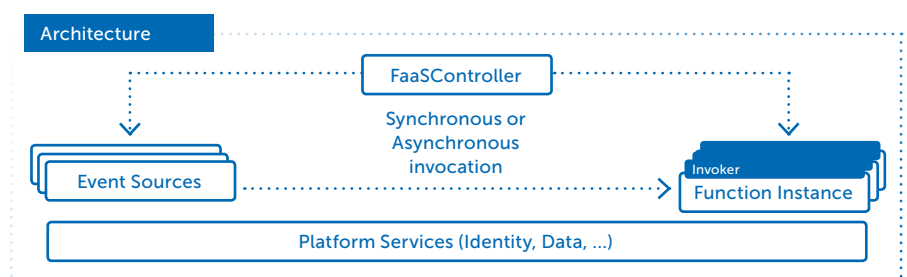 Architecture
FaaSController
Synchronous or
Asynchronous
invocation
Event Sources
Invoker
Function Instance
Platform Services (Identity, Data, ...)